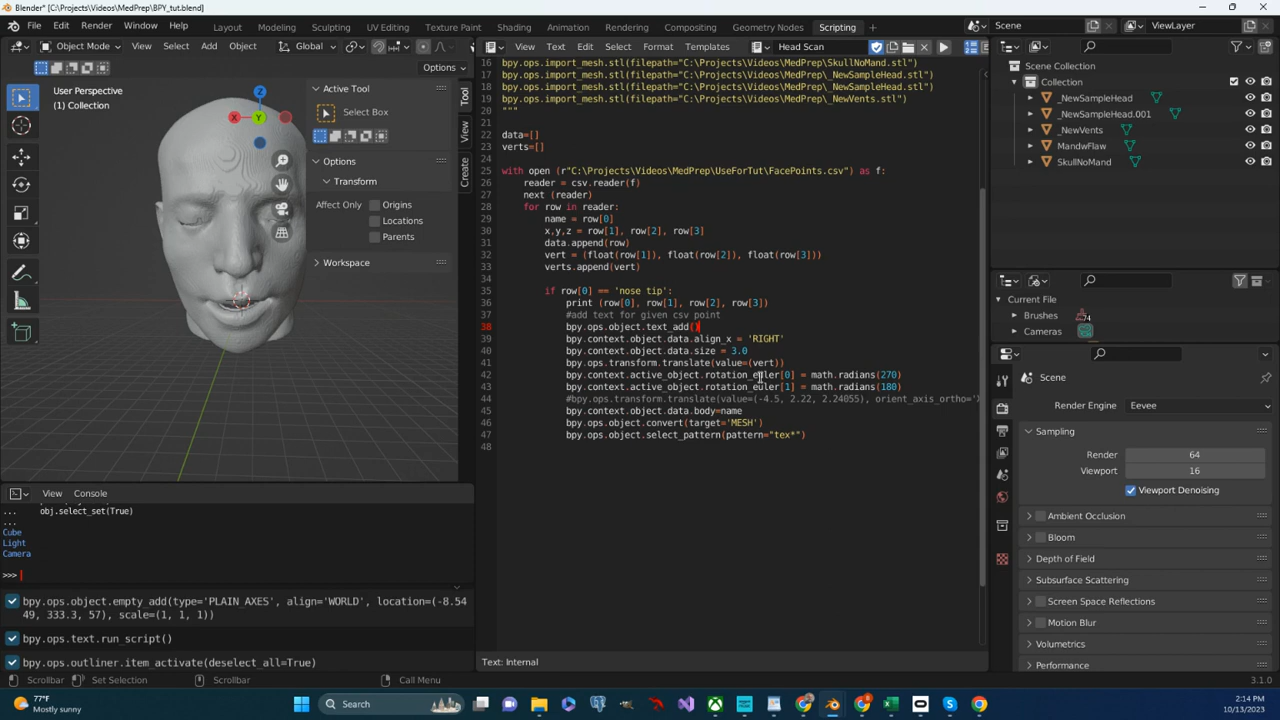 Blender* [C:\Projects\Videos\MedPrep\BPY_tut.blend]
File Edit Render Window Help
Layout Modeling Sculpting UV Editing Texture Paint Shading Animation Rendering Compositing Geometry Nodes Scripting
Scene ViewLayer
Object Mode View Select Add Object Global
View Text Edit Select Format Templates Head Scan
Options
User Perspective
(1) Collection
X Y Z
Active Tool
Select Box
Options
Transform
Affect Only Origins
Locations
Parents
Workspace
Tool
View
Create
16 bpy.ops.import_mesh.stl(filepath="C:\Projects\Videos\MedPrep\SkullNoMand.stl")
17 bpy.ops.import_mesh.stl(filepath="C:\Projects\Videos\MedPrep\_NewSampleHead.stl")
18 bpy.ops.import_mesh.stl(filepath="C:\Projects\Videos\MedPrep\_NewSampleHead.stl")
19 bpy.ops.import_mesh.stl(filepath="C:\Projects\Videos\MedPrep\_NewVents.stl")
20 """
21
22 data=[]
23 verts=[]
24
25 with open (r"C:\Projects\Videos\MedPrep\UseForTut\FacePoints.csv") as f:
26 reader = csv.reader(f)
27 next (reader)
28 for row in reader:
29 name = row[0]
30 x,y,z = row[1], row[2], row[3]
31 data.append(row)
32 vert = (float(row[1]), float(row[2]), float(row[3]))
33 verts.append(vert)
34
35 if row[0] == 'nose tip':
36 print (row[0], row[1], row[2], row[3])
37 #add text for given csv point
38 bpy.ops.object.text_add()
39 bpy.context.object.data.align_x = 'RIGHT'
40 bpy.context.object.data.size = 3.0
41 bpy.ops.transform.translate(value=(vert))
42 bpy.context.active_object.rotation_euler[0] = math.radians(270)
43 bpy.context.active_object.rotation_euler[1] = math.radians(180)
44 #bpy.ops.transform.translate(value=(-4.5, 2.22, 2.24055), orient_axis_ortho='
45 bpy.context.object.data.body=name
46 bpy.ops.object.convert(target='MESH')
47 bpy.ops.object.select_pattern(pattern="tex*")
48
Text: Internal
View Console
... obj.select_set(True)
...
Cube
Light
Camera
>>>
bpy.ops.object.empty_add(type='PLAIN_AXES', align='WORLD', location=(-8.54
49, 333.3, 57), scale=(1, 1, 1))
bpy.ops.text.run_script()
bpy.ops.outliner.item_activate(deselect_all=True)
Scene Collection
Collection
_NewSampleHead
_NewSampleHead.001
_NewVents
MandwFlaw
SkullNoMand
Current File
Brushes 74
Cameras
Scene
Render Engine Eevee
Sampling
Render 64
Viewport 16
Viewport Denoising
Ambient Occlusion
Bloom
Depth of Field
Subsurface Scattering
Screen Space Reflections
Motion Blur
Volumetrics
Performance
Scrollbar Set Selection Scrollbar Call Menu 3.1.0
77°F
Mostly sunny
Search
2:14 PM
10/13/2023